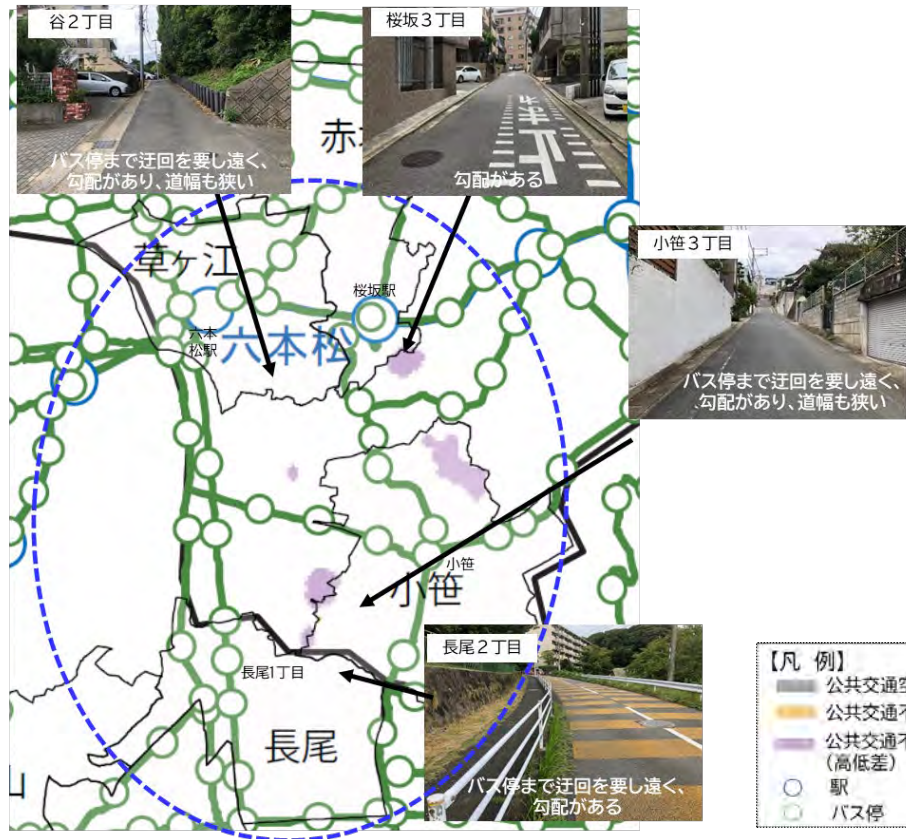 谷２丁目
バス停まで迂回を要し遠く、
勾配があり、道幅も狭い
桜坂３丁目
止まれ
勾配がある
赤
草ヶ江
桜坂駅
六本
松駅
六本松
小笹３丁目
バス停まで迂回を要し遠く、
勾配があり、道幅も狭い
小笹
小笹
長尾1丁目
長尾
山
長尾２丁目
バス停まで迂回を要し遠く、
勾配がある
【凡 例】
公共交通空
公共交通不
公共交通不
(高低差)
駅
バス停